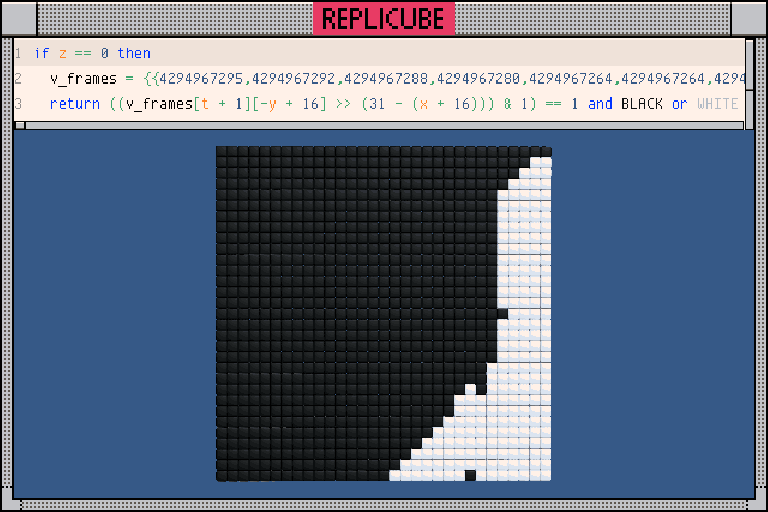 REPLICUBE
1 if z == 0 then
2 v_frames = {{4294967295,4294967292,4294967288,4294967280,4294967264,4294967264,4294
3 return ((v_frames[t + 1][-y + 16] >> (31 - (x + 16))) & 1) == 1 and BLACK or WHITE